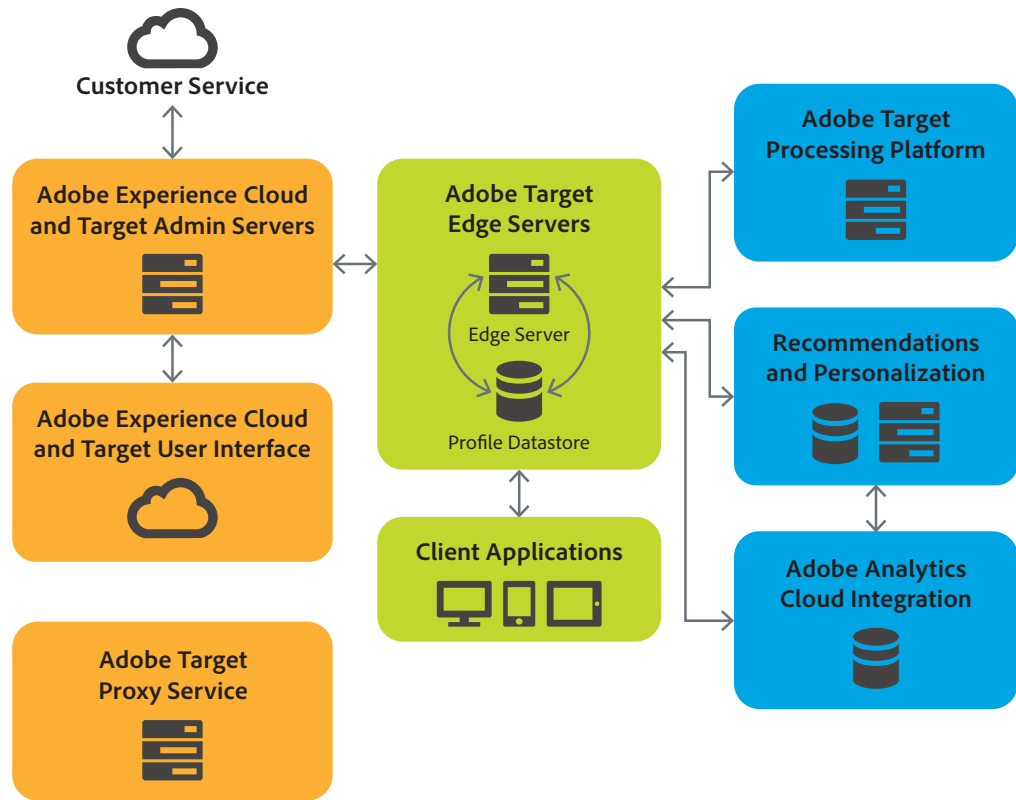 Customer Service
Adobe Experience Cloud
and Target Admin Servers
Adobe Experience Cloud
and Target User Interface
Adobe Target
Proxy Service
Adobe Target
Edge Servers
Edge Server
Profile Datastore
Client Applications
Adobe Target
Processing Platform
Recommendations
and Personalization
Adobe Analytics
Cloud Integration